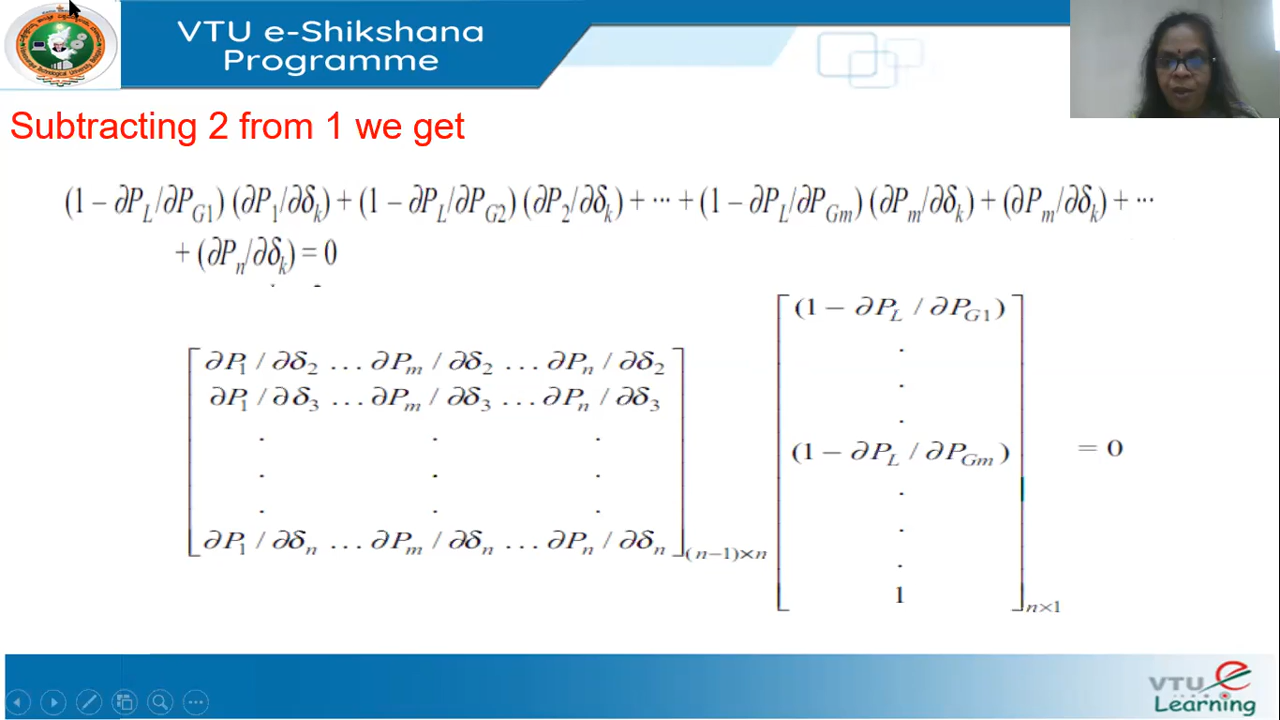 VTU e-Shikshana
Programme
Subtracting 2 from 1 we get
(1 – ∂P_L/∂P_G1) (∂P_1/∂δ_k) + (1 – ∂P_L/∂P_G2) (∂P_2/∂δ_k) + ··· + (1 – ∂P_L/∂P_Gm) (∂P_m/∂δ_k) + (∂P_m/∂δ_k) + ···
+ (∂P_n/∂δ_k) = 0
∂P_1 / ∂δ_2 ... ∂P_m / ∂δ_2 ... ∂P_n / ∂δ_2
∂P_1 / ∂δ_3 ... ∂P_m / ∂δ_3 ... ∂P_n / ∂δ_3
. . .
. . .
. . .
∂P_1 / ∂δ_n ... ∂P_m / ∂δ_n ... ∂P_n / ∂δ_n
(n−1)×n
(1 − ∂P_L / ∂P_G1)
.
.
.
(1 − ∂P_L / ∂P_Gm)
.
.
.
1
n×1
= 0
VTU e
Learning